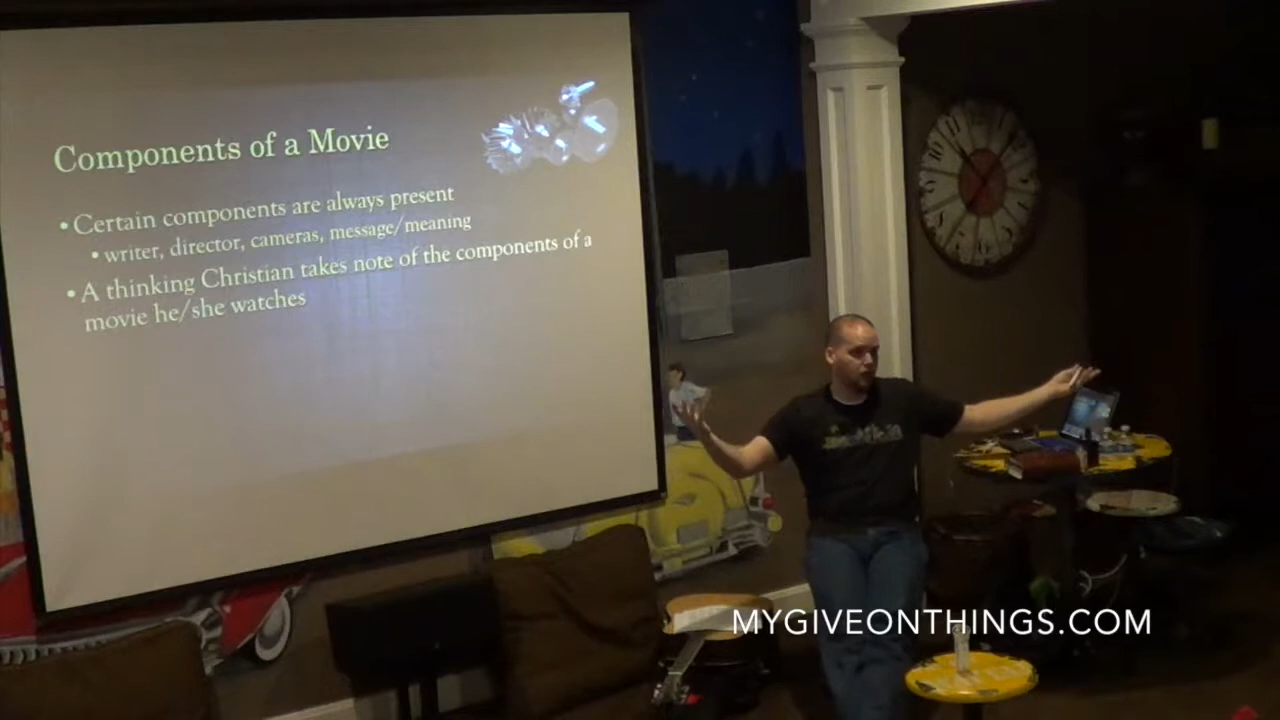 Components of a Movie
• Certain components are always present
• writer, director, cameras, message/meaning
• A thinking Christian takes note of the components of a
movie he/she watches
MYGIVEONTHINGS.COM